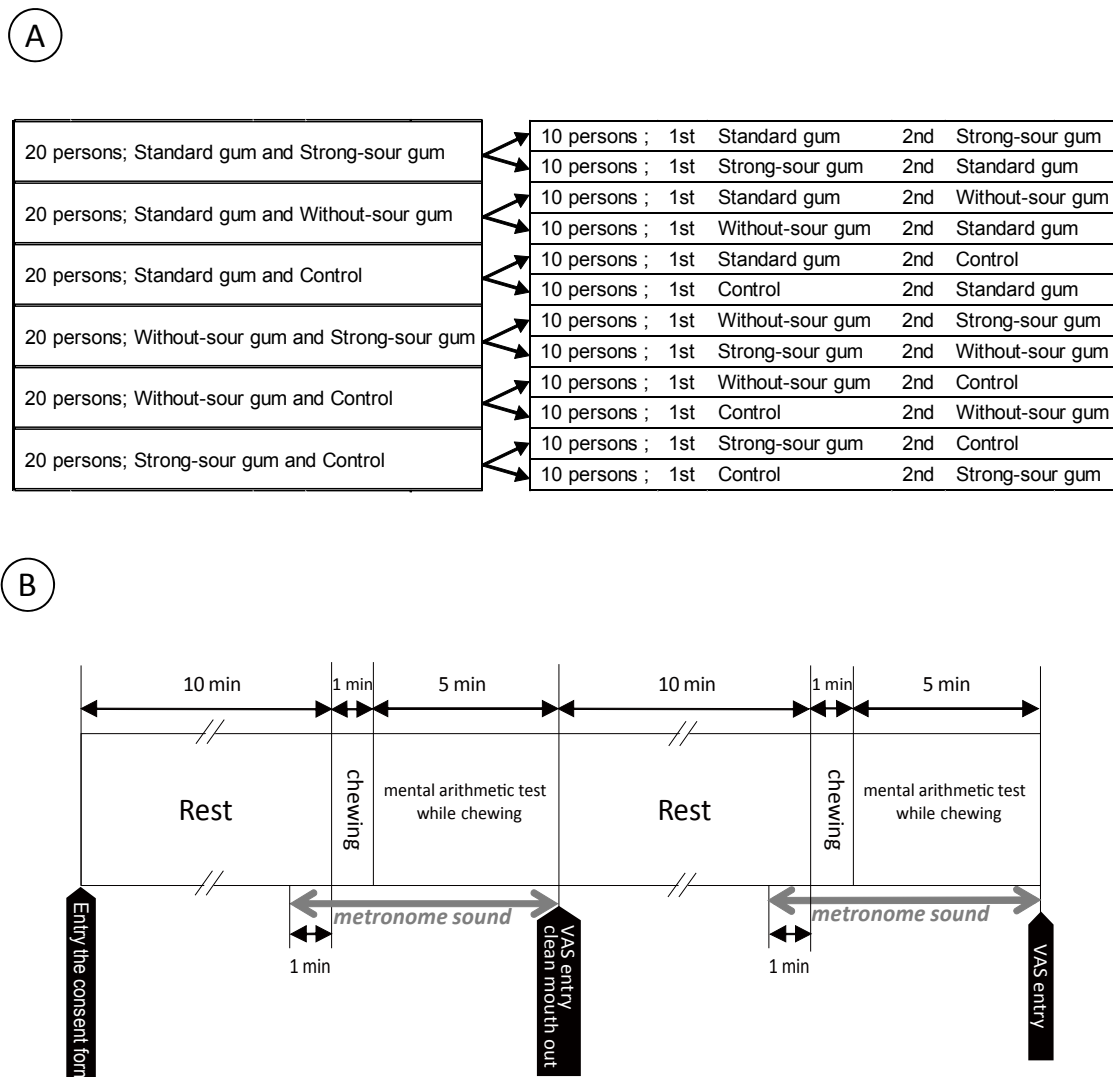 A
20 persons; Standard gum and Strong-sour gum
10 persons ; 1st Standard gum 2nd Strong-sour gum
10 persons ; 1st Strong-sour gum 2nd Standard gum
20 persons; Standard gum and Without-sour gum
10 persons ; 1st Standard gum 2nd Without-sour gum
10 persons ; 1st Without-sour gum 2nd Standard gum
20 persons; Standard gum and Control
10 persons ; 1st Standard gum 2nd Control
10 persons ; 1st Control 2nd Standard gum
20 persons; Without-sour gum and Strong-sour gum
10 persons ; 1st Without-sour gum 2nd Strong-sour gum
10 persons ; 1st Strong-sour gum 2nd Without-sour gum
20 persons; Without-sour gum and Control
10 persons ; 1st Without-sour gum 2nd Control
10 persons ; 1st Control 2nd Without-sour gum
20 persons; Strong-sour gum and Control
10 persons ; 1st Strong-sour gum 2nd Control
10 persons ; 1st Control 2nd Strong-sour gum
B
10 min 1 min 5 min 10 min 1 min 5 min
Rest
chewing
mental arithmetic test
while chewing
Rest
chewing
mental arithmetic test
while chewing
metronome sound
metronome sound
1 min
1 min
Entry the consent form
VAS entry
clean mouth out
VAS entry